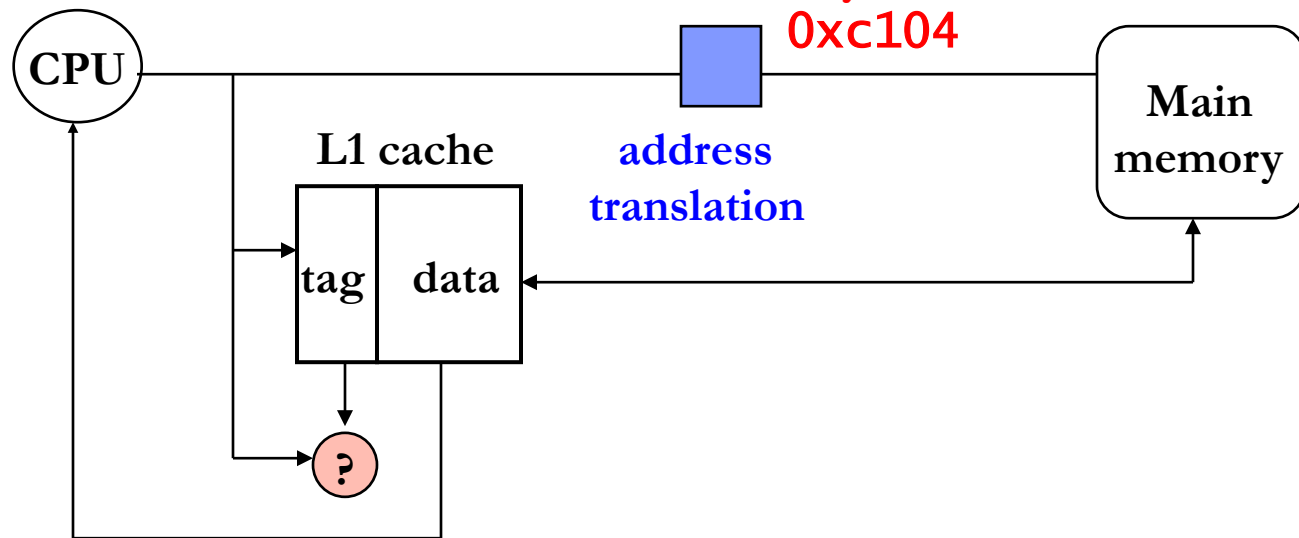 0xc104
CPU
Main
memory
L1 cache
address
translation
tag
data
?